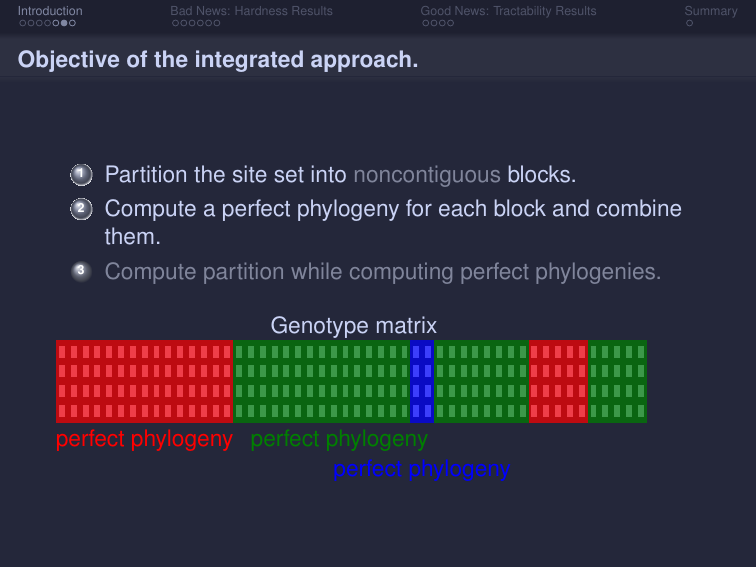 Introduction
Bad News: Hardness Results
Good News: Tractability Results
Summary
Objective of the integrated approach.
1 Partition the site set into noncontiguous blocks.
2 Compute a perfect phylogeny for each block and combine
them.
3 Compute partition while computing perfect phylogenies.
Genotype matrix
perfect phylogeny perfect phylogeny
perfect phylogeny